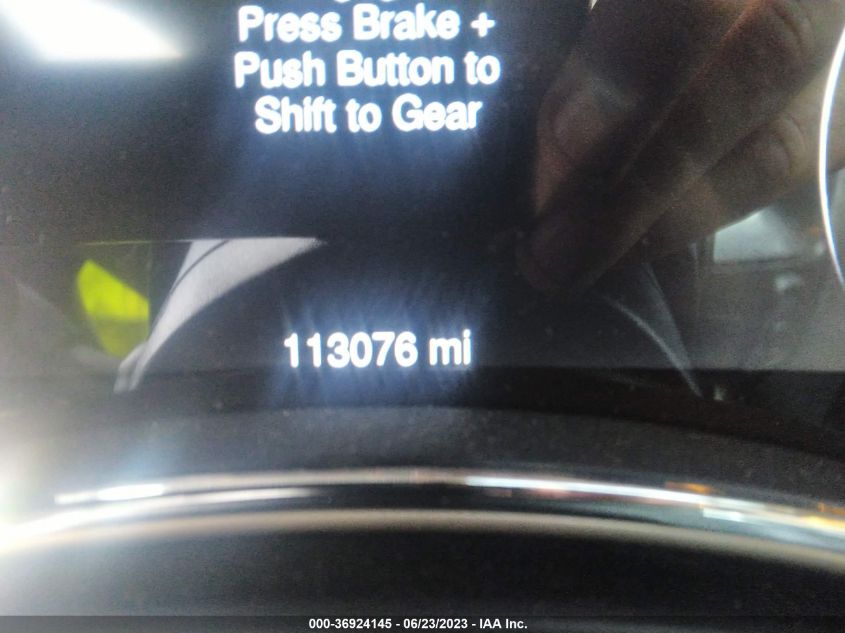 Press Brake +
Push Button to
Shift to Gear
113076 mi
000-36924145 - 06/23/2023 - IAA Inc.